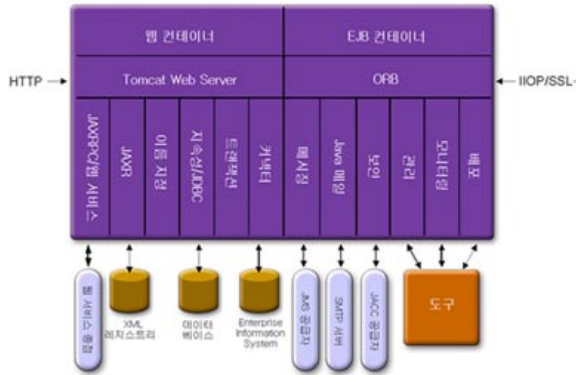 웹 컨테이너
EJB 컨테이너
HTTP
Tomcat Web Server
ORB
IIOP/SSL
JAXRPC/웹 서비스
JAXR
이름 지정
지속성/JDBC
트랜잭션
커넥터
메시징
Java 메일
보안
관리
모니터링
배포
웹 서비스 종점
XML
레지스트리
데이터
베이스
Enterprise
Information
System
JMS 공급자
SMTP 서버
JACC 공급자
도구